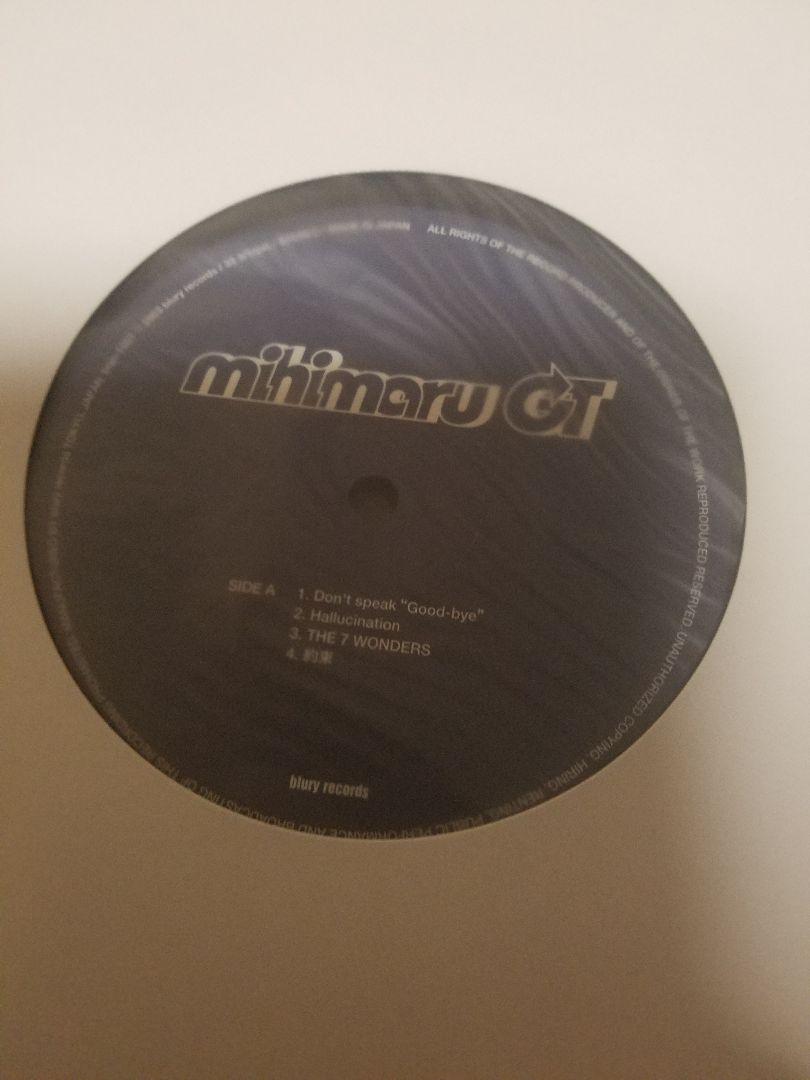 mihimaru GT
SIDE A
1. Don't speak "Good-bye"
2. Hallucination
3. THE 7 WONDERS
4. 約束
blury records
blury records
ALL RIGHTS OF THE RECORD PRODUCER AND OF THE OWNER OF THE WORK REPRODUCED RESERVED. UNAUTHORIZED COPYING, HIRING, RENTING, PUBLIC PERFORMANCE AND BROADCASTING OF THIS RECORD